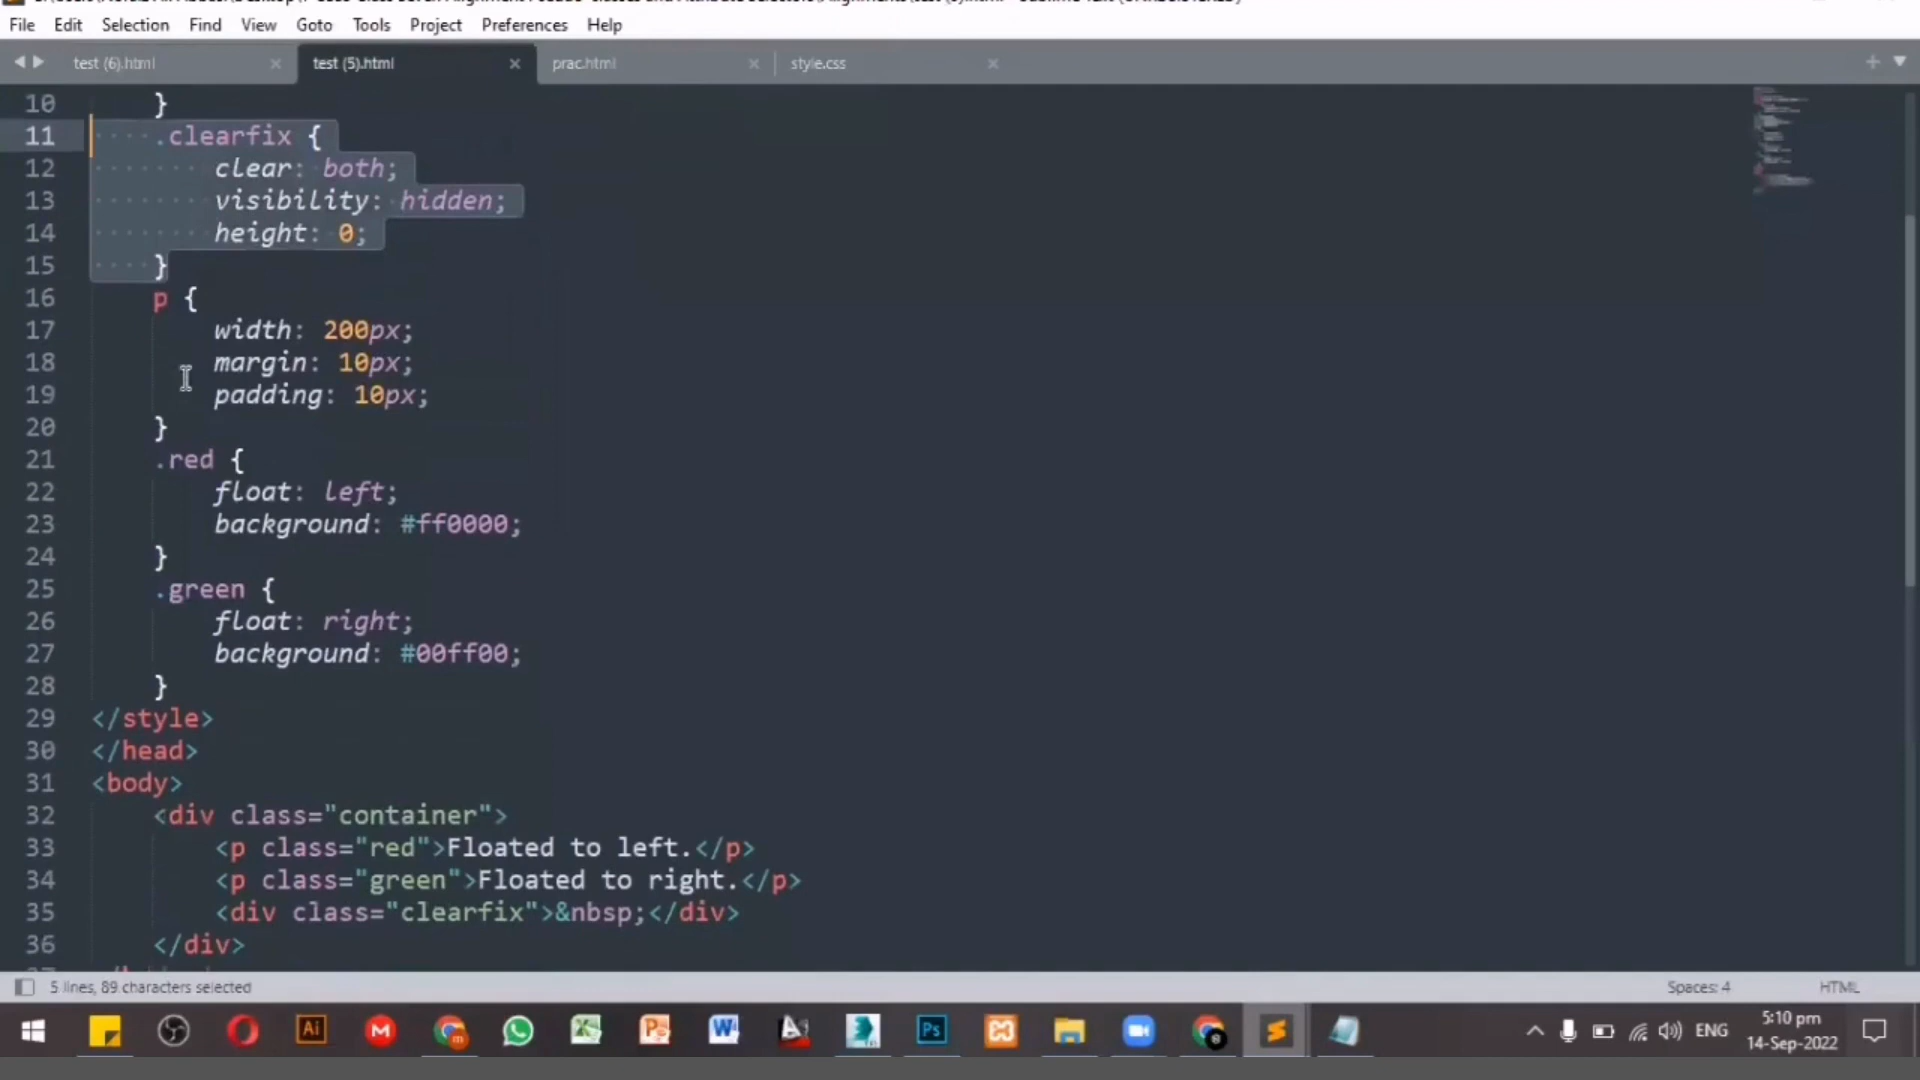 File Edit Selection Find View Goto Tools Project Preferences Help
test (6).html test (5).html prac.html style.css
10 }
11 .clearfix {
12 clear: both;
13 visibility: hidden;
14 height: 0;
15 }
16 p {
17 width: 200px;
18 margin: 10px;
19 padding: 10px;
20 }
21 .red {
22 float: left;
23 background: #ff0000;
24 }
25 .green {
26 float: right;
27 background: #00ff00;
28 }
29 </style>
30 </head>
31 <body>
32 <div class="container">
33 <p class="red">Floated to left.</p>
34 <p class="green">Floated to right.</p>
35 <div class="clearfix">&nbsp;</div>
36 </div>
5 lines, 89 characters selected Spaces: 4 HTML
Ai M m W Ps ENG 5:10 pm
14-Sep-2022